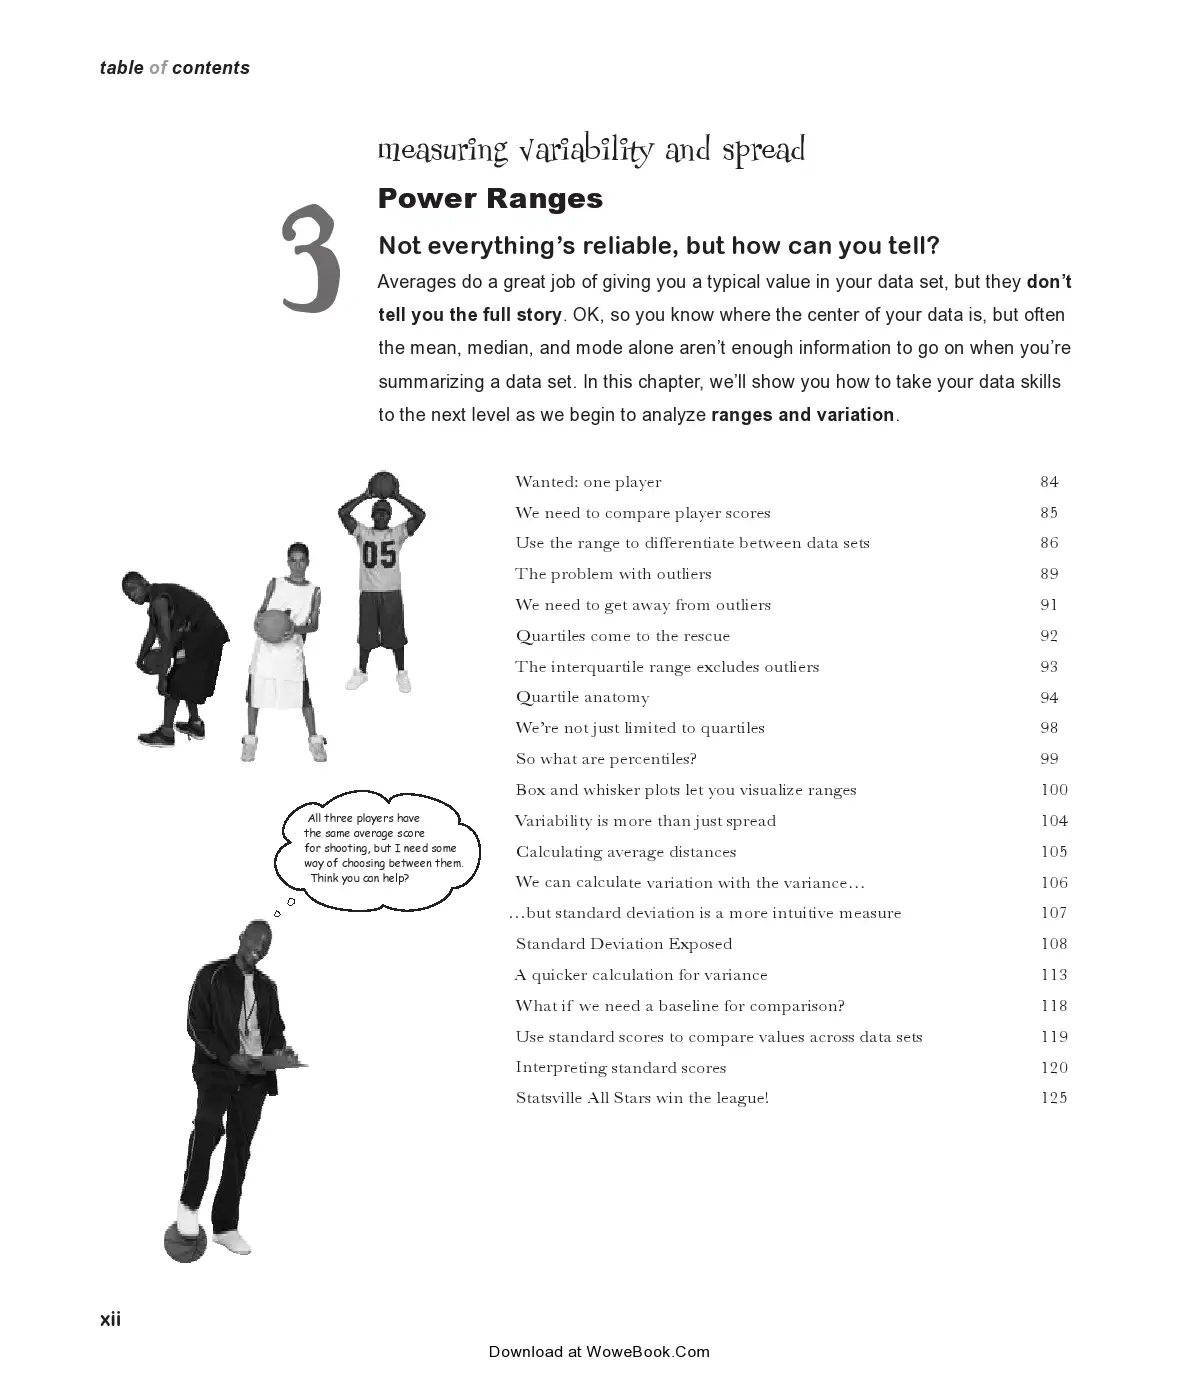 table of contents
measuring variability and spread
3
Power Ranges
Not everything’s reliable, but how can you tell?
Averages do a great job of giving you a typical value in your data set, but they don’t
tell you the full story. OK, so you know where the center of your data is, but often
the mean, median, and mode alone aren’t enough information to go on when you’re
summarizing a data set. In this chapter, we’ll show you how to take your data skills
to the next level as we begin to analyze ranges and variation.
05
Wanted: one player 84
We need to compare player scores 85
Use the range to differentiate between data sets 86
The problem with outliers 89
We need to get away from outliers 91
Quartiles come to the rescue 92
The interquartile range excludes outliers 93
Quartile anatomy 94
We’re not just limited to quartiles 98
So what are percentiles? 99
Box and whisker plots let you visualize ranges 100
Variability is more than just spread 104
Calculating average distances 105
We can calculate variation with the variance… 106
…but standard deviation is a more intuitive measure 107
Standard Deviation Exposed 108
A quicker calculation for variance 113
What if we need a baseline for comparison? 118
Use standard scores to compare values across data sets 119
Interpreting standard scores 120
Statsville All Stars win the league! 125
All three players have
the same average score
for shooting, but I need some
way of choosing between them.
Think you can help?
xii
Download at WoweBook.Com